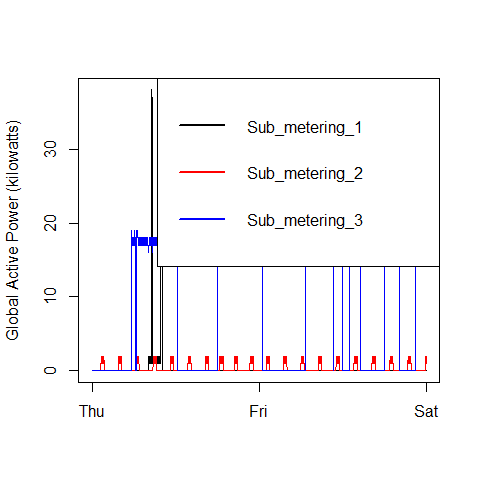 Global Active Power (kilowatts)
30
20
10
0
Sub_metering_1
Sub_metering_2
Sub_metering_3
Thu Fri Sat